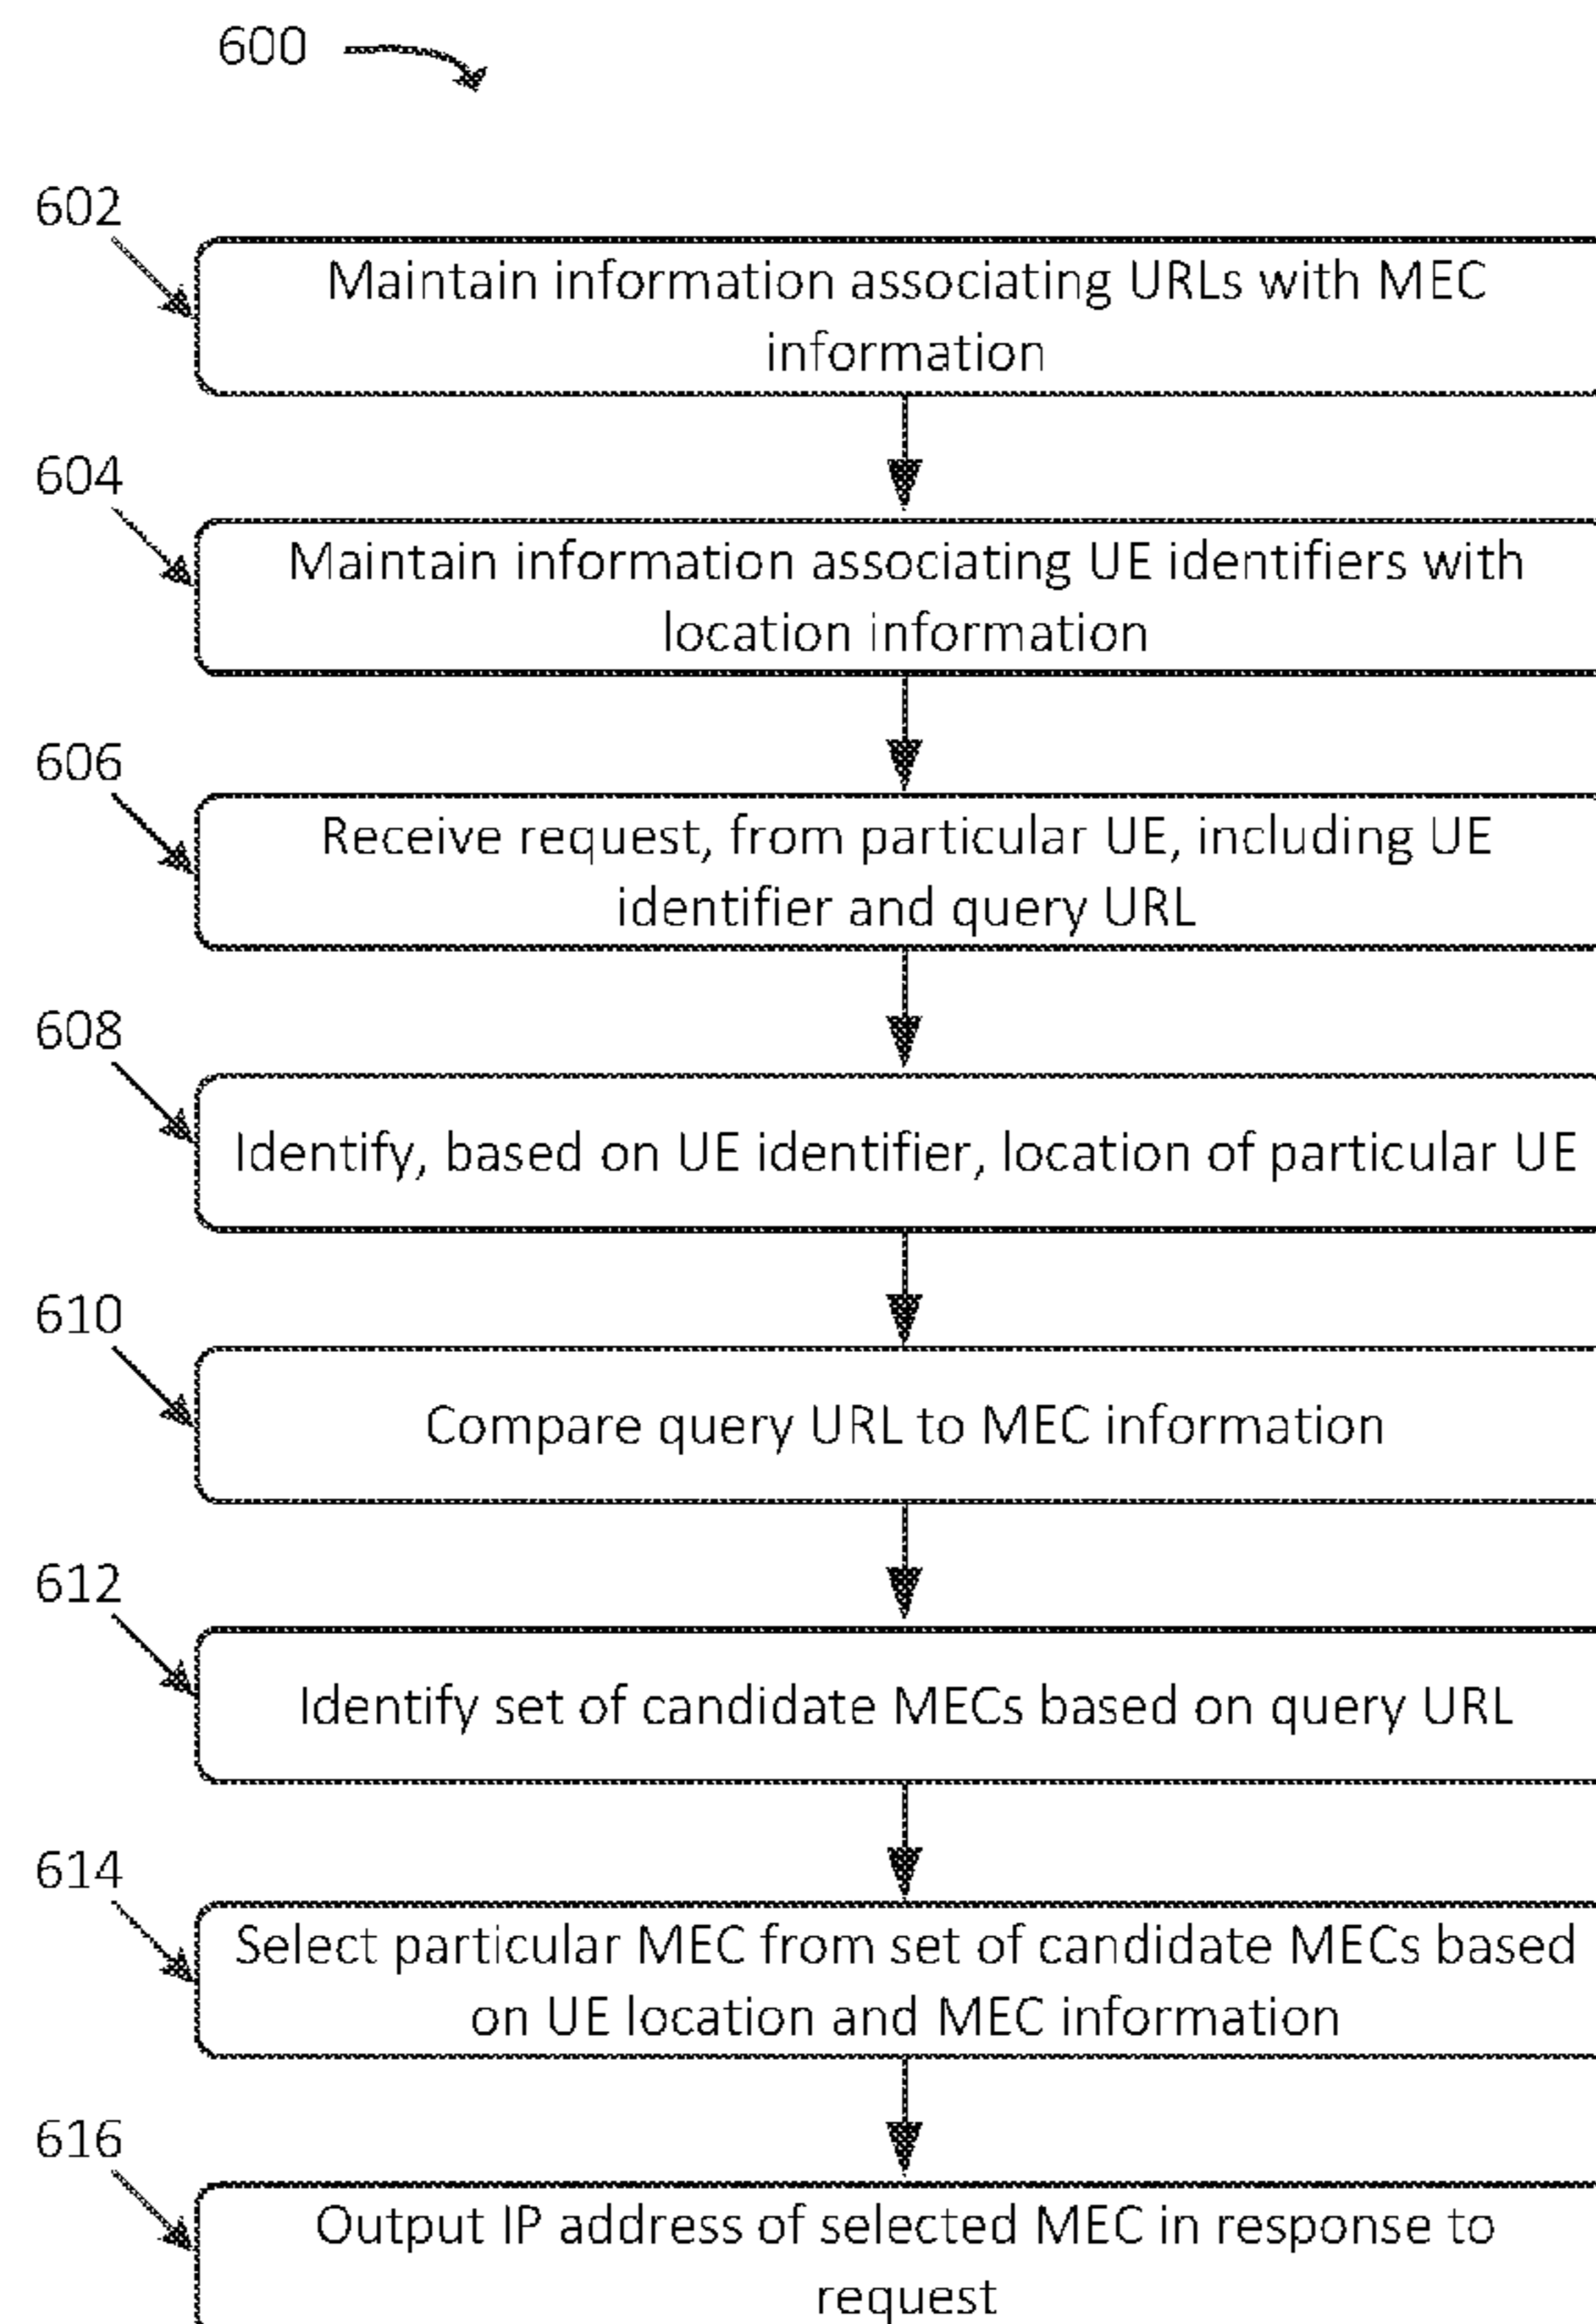 600
602
Maintain information associating URLs with MEC
information
604
Maintain information associating UE identifiers with
location information
606
Receive request, from particular UE, including UE
identifier and query URL
608
Identify, based on UE identifier, location of particular UE
610
Compare query URL to MEC information
612
Identify set of candidate MECs based on query URL
614
Select particular MEC from set of candidate MECs based
on UE location and MEC information
616
Output IP address of selected MEC in response to
request